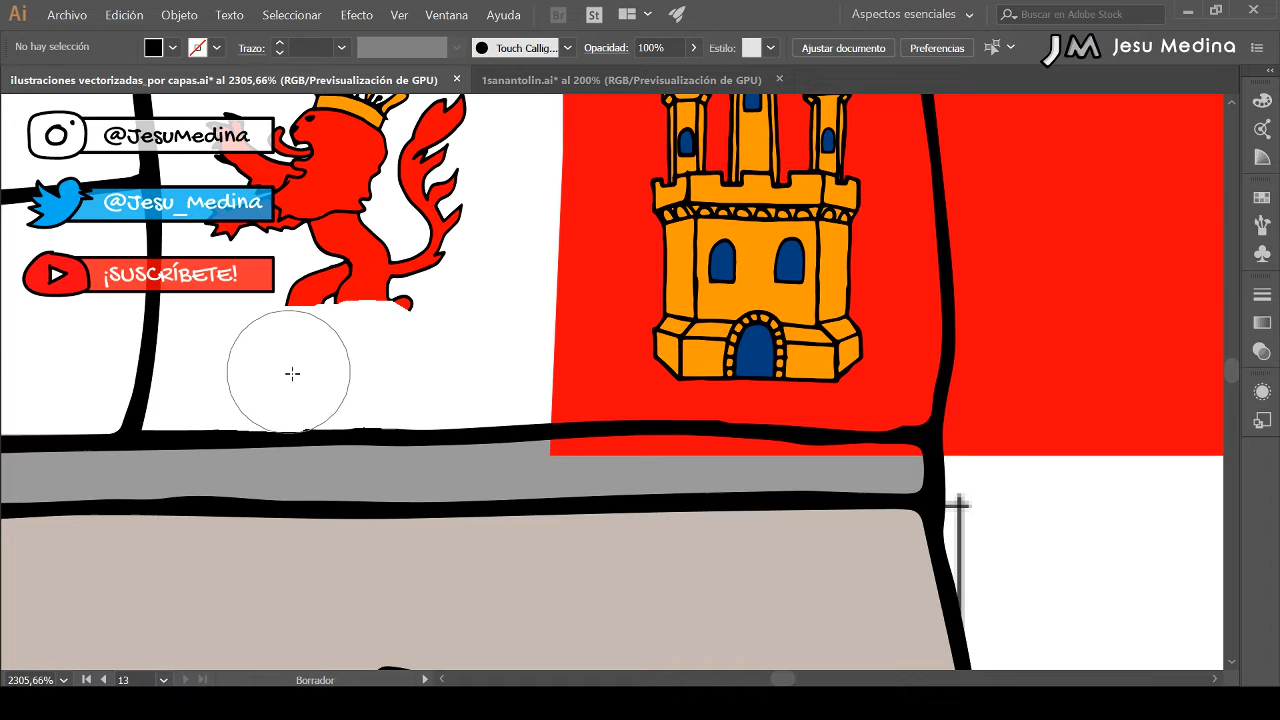 Ai Archivo Edición Objeto Texto Seleccionar Efecto Ver Ventana Ayuda Br St Aspectos esenciales Buscar en Adobe Stock
No hay selección Trazo: Touch Callig... Opacidad: 100% Estilo: Ajustar documento Preferencias JM Jesu Medina
ilustraciones vectorizadas_por capas.ai* al 2305,66% (RGB/Previsualización de GPU) 1sanantolin.ai* al 200% (RGB/Previsualización de GPU)
@JesuMedina
@Jesu_Medina
¡SUSCRÍBETE!
2305,66% 13 Borrador